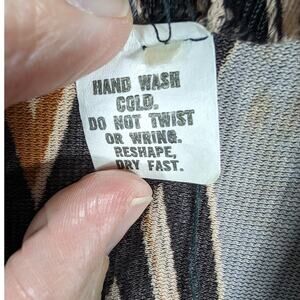 HAND WASH
COLD.
DO NOT TWIST
OR WRING.
RESHAPE,
DRY FAST.